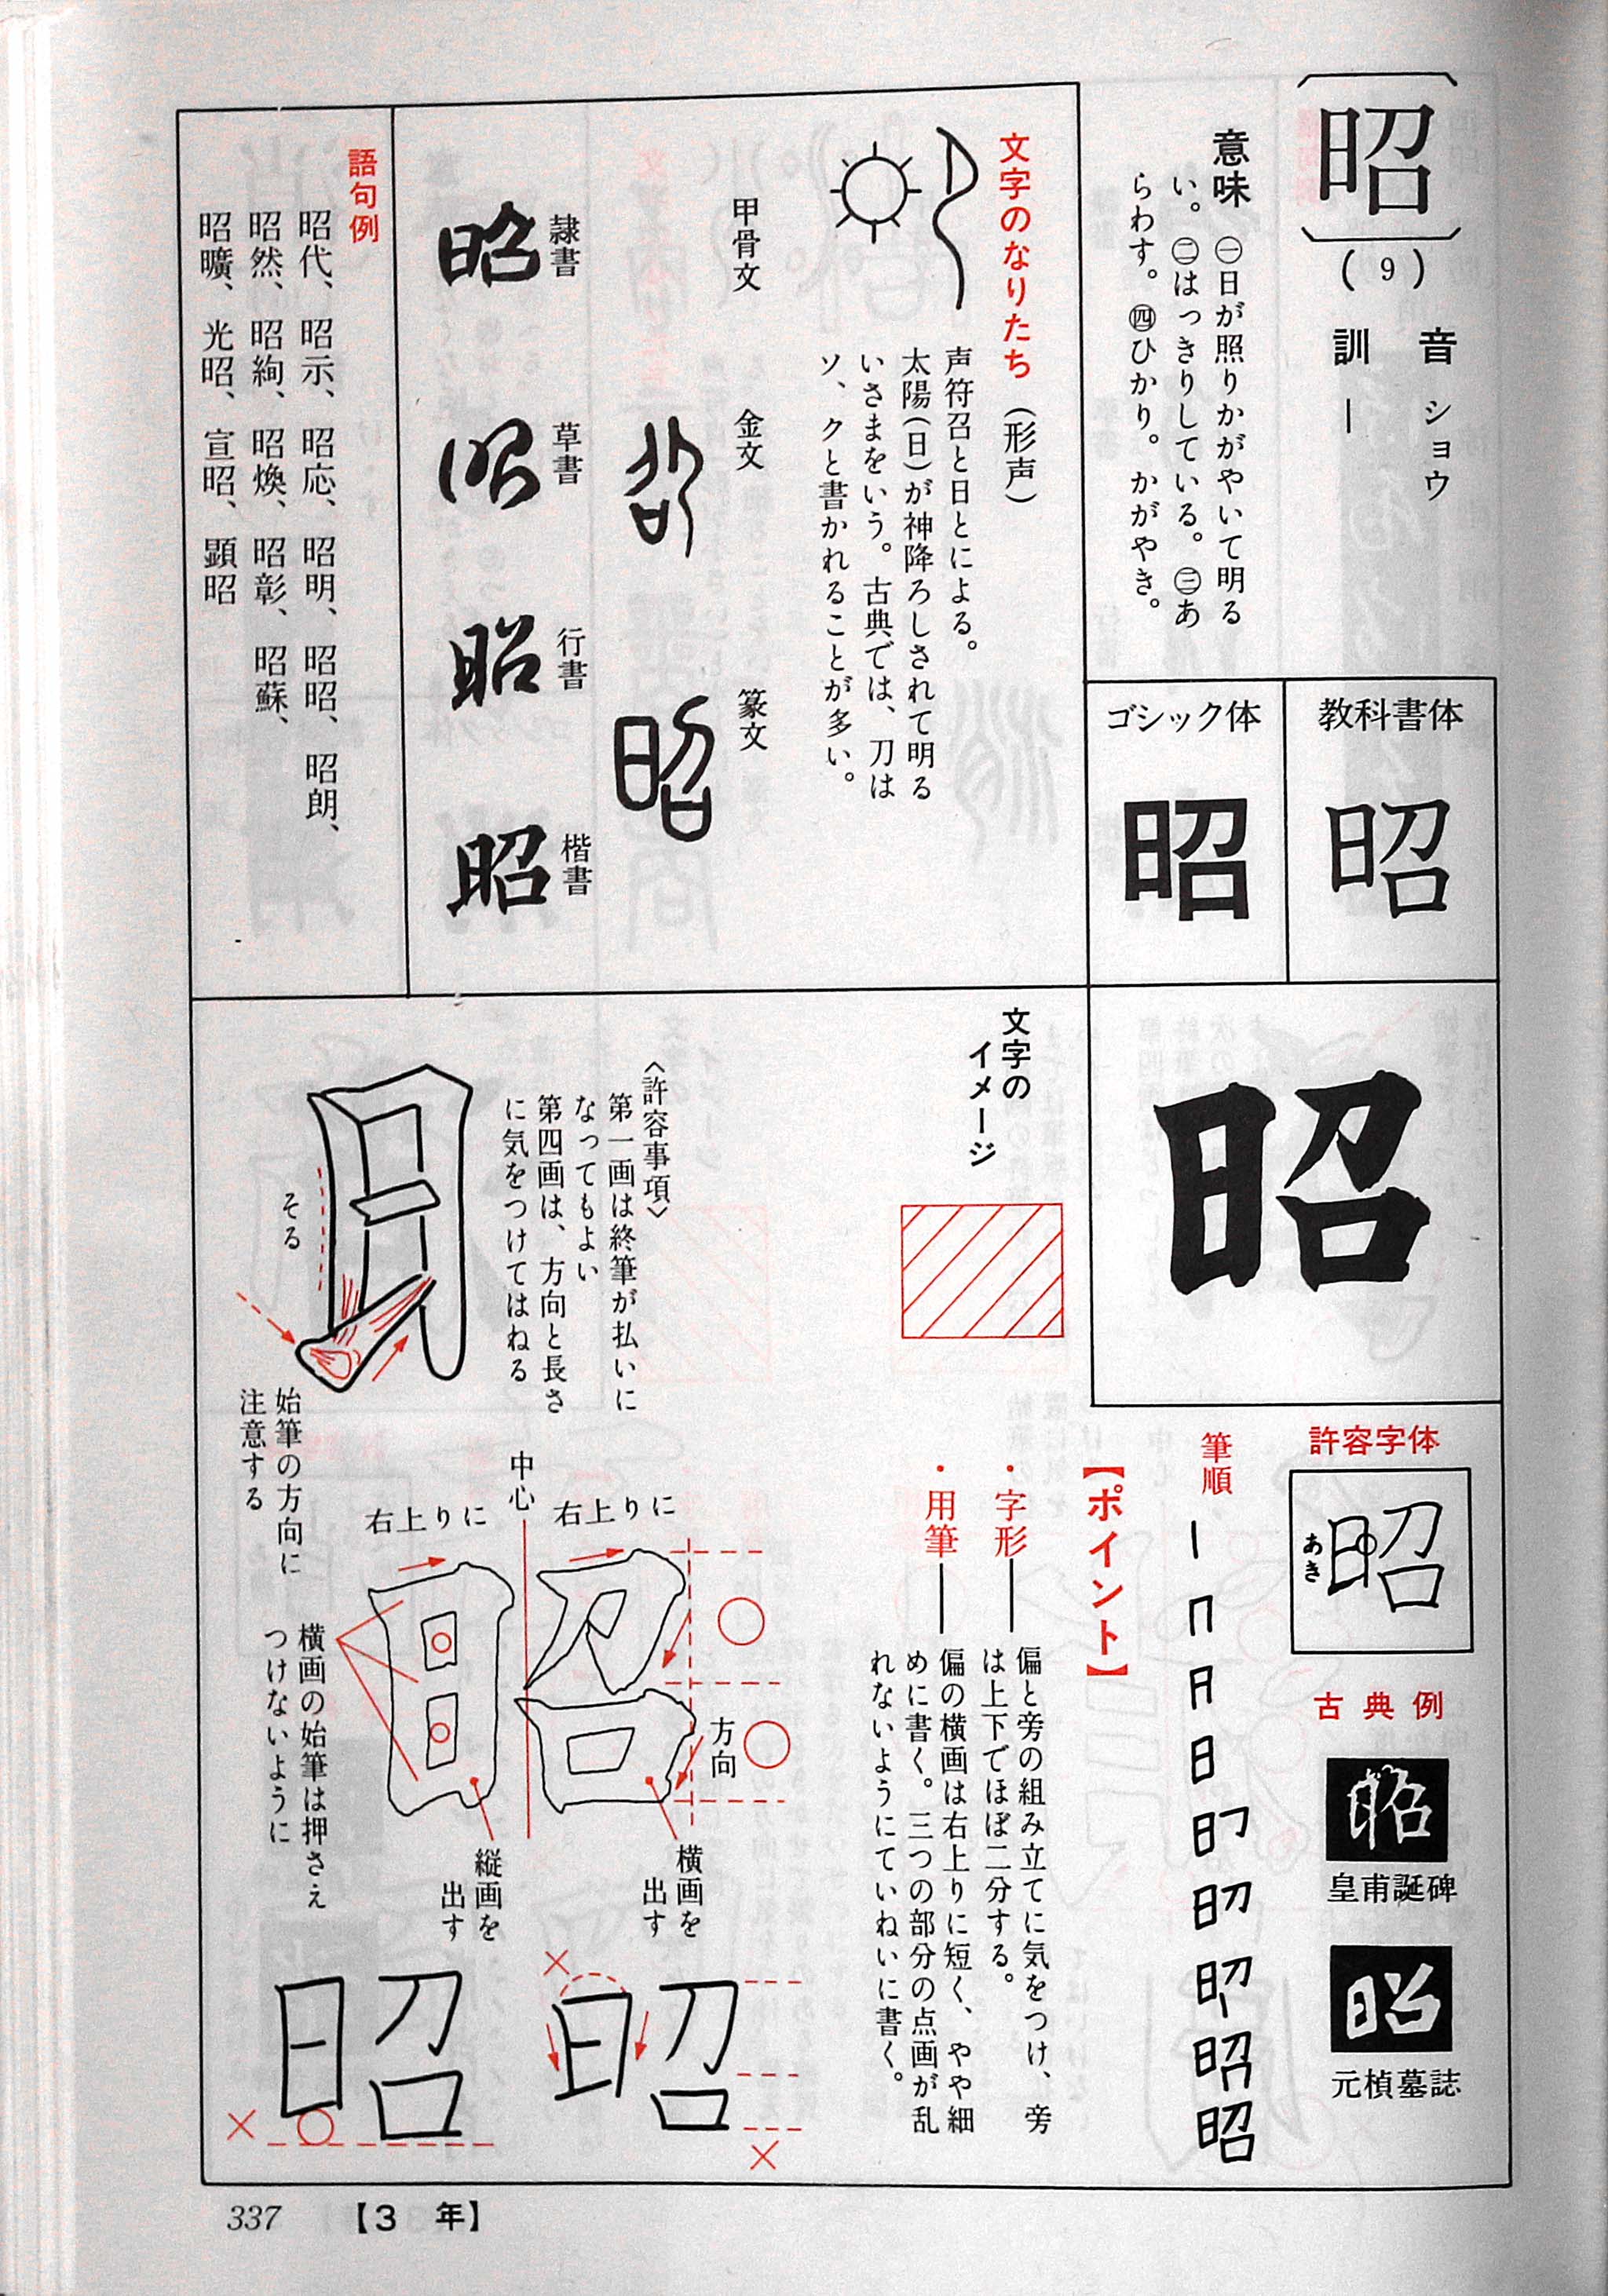 昭
(9)
音 ショウ
訓 ―
意味 ㊀日が照りかがやいて明る
い。㊁はっきりしている。㊂あ
らわす。㊃ひかり。かがやき。
教科書体
昭
ゴシック体
昭
文字のなりたち(形声)
声符召と日とによる。
太陽(日)が神降ろしされて明る
いさまをいう。古典では、刀は
ソ、クと書かれることが多い。
甲骨文
金文
篆文
昭
隷書
昭
草書
昭
行書
昭
楷書
昭
語句例
昭代、昭示、昭応、昭明、昭昭、昭朗、
昭然、昭絢、昭煥、昭彰、昭蘇、
昭曠、光昭、宣昭、顕昭
昭
許容字体
昭
あき
古典例
昭
皇甫誕碑
昭
元楨墓誌
筆順
昭
【ポイント】
・字形―偏と旁の組み立てに気をつけ、旁
は上下でほぼ二分する。
・用筆―偏の横画は右上りに短く、やや細
めに書く。三つの部分の点画が乱
れないようにていねいに書く。
文字の
イメージ
〈許容事項〉
第一画は終筆が払いに
なってもよい
第四画は、方向と長さ
に気をつけてはねる
そる
始筆の方向に
注意する
中心
右上りに
右上りに
方向
横画を
出す
縦画を
出す
横画の始筆は押さえ
つけないように
昭
昭
337 【3 年】